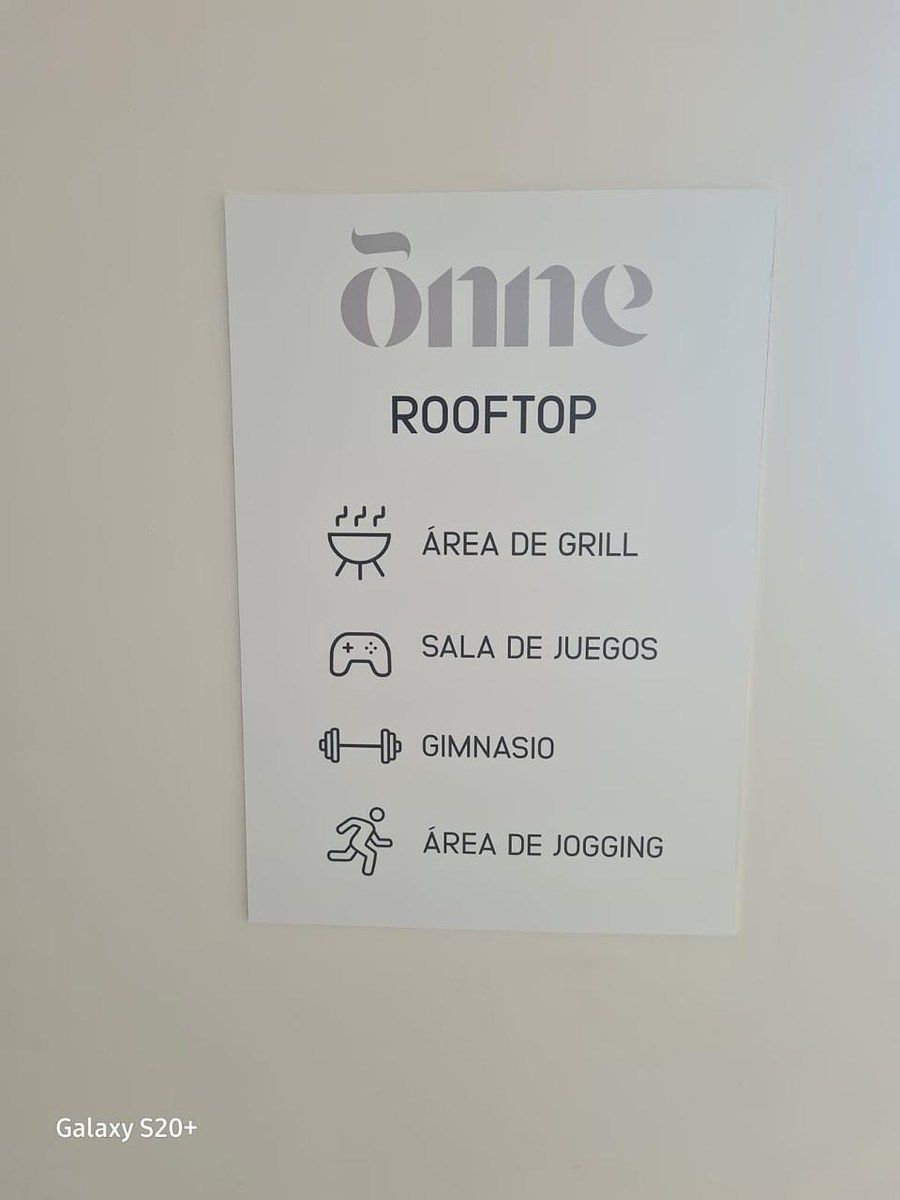 ōnne
ROOFTOP
ÁREA DE GRILL
SALA DE JUEGOS
GIMNASIO
ÁREA DE JOGGING
Galaxy S20+